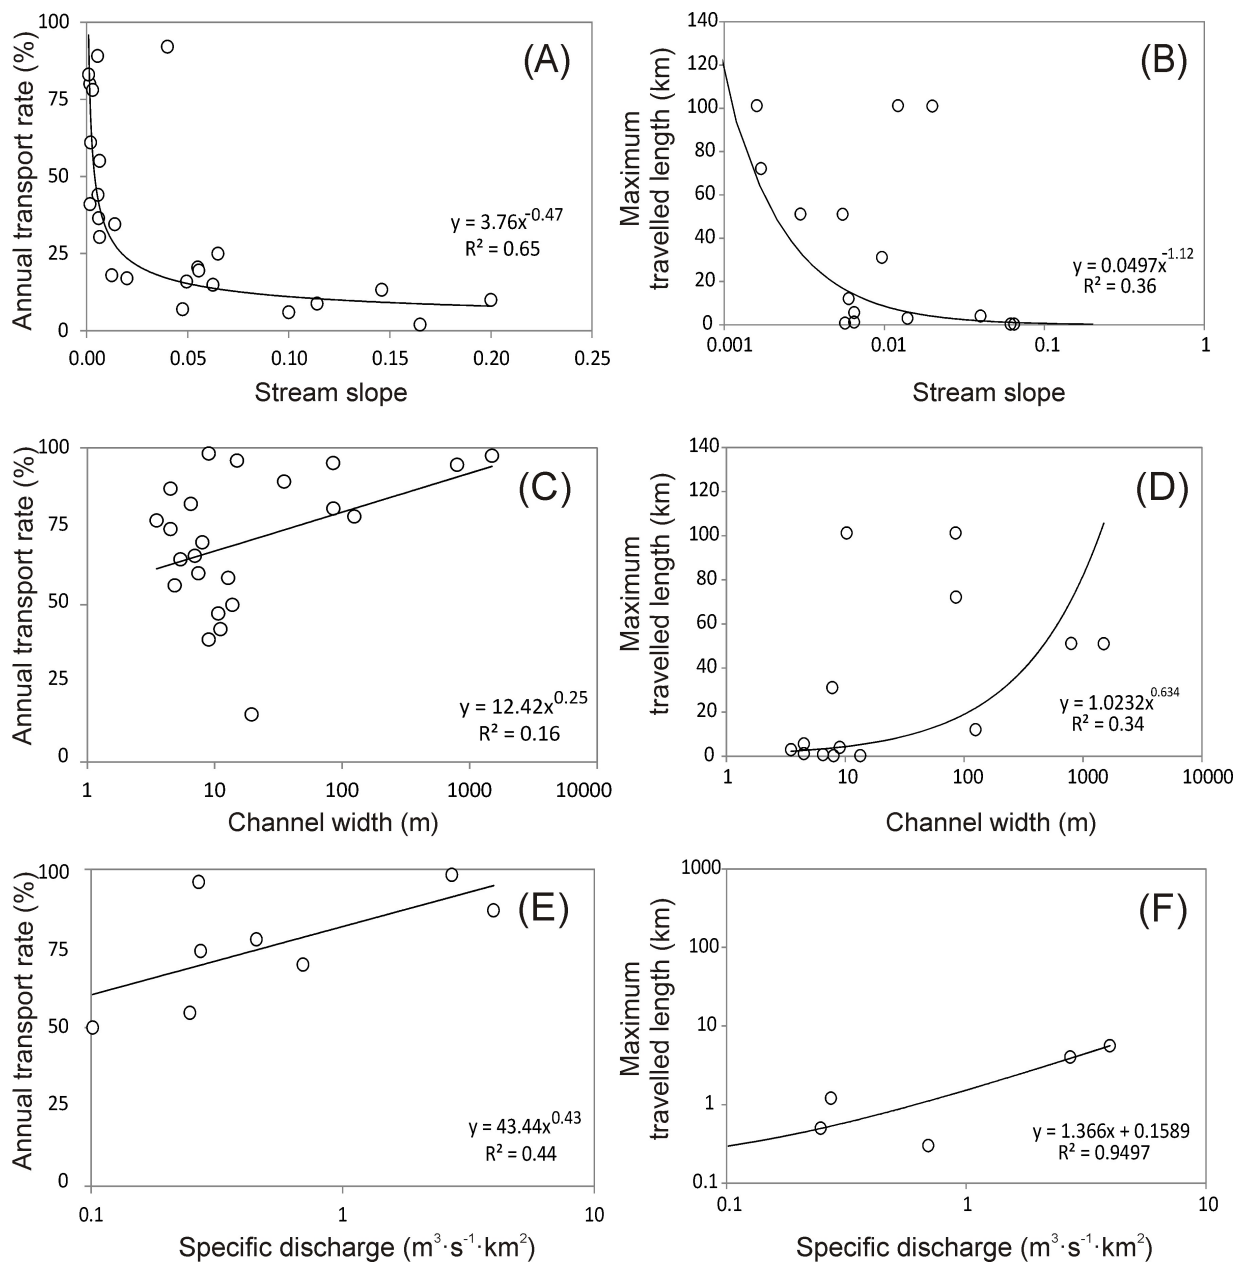 Annual transport rate (%)
100
75
50
25
0
(A)
y = 3.76x^-0.47
R² = 0.65
0.00 0.05 0.10 0.15 0.20 0.25
Stream slope
Maximum
travelled length (km)
140
120
100
80
60
40
20
0
(B)
y = 0.0497x^-1.12
R² = 0.36
0.001 0.01 0.1 1
Stream slope
Annual transport rate (%)
100
75
50
25
0
(C)
y = 12.42x^0.25
R² = 0.16
1 10 100 1000 10000
Channel width (m)
Maximum
travelled length (km)
140
120
100
80
60
40
20
0
(D)
y = 1.0232x^0.634
R² = 0.34
1 10 100 1000 10000
Channel width (m)
Annual transport rate (%)
100
75
50
25
0
(E)
y = 43.44x^0.43
R² = 0.44
0.1 1 10
Specific discharge (m³·s⁻¹·km²)
Maximum
travelled length (km)
1000
100
10
1
0.1
(F)
y = 1.366x + 0.1589
R² = 0.9497
0.1 1 10
Specific discharge (m³·s⁻¹·km²)